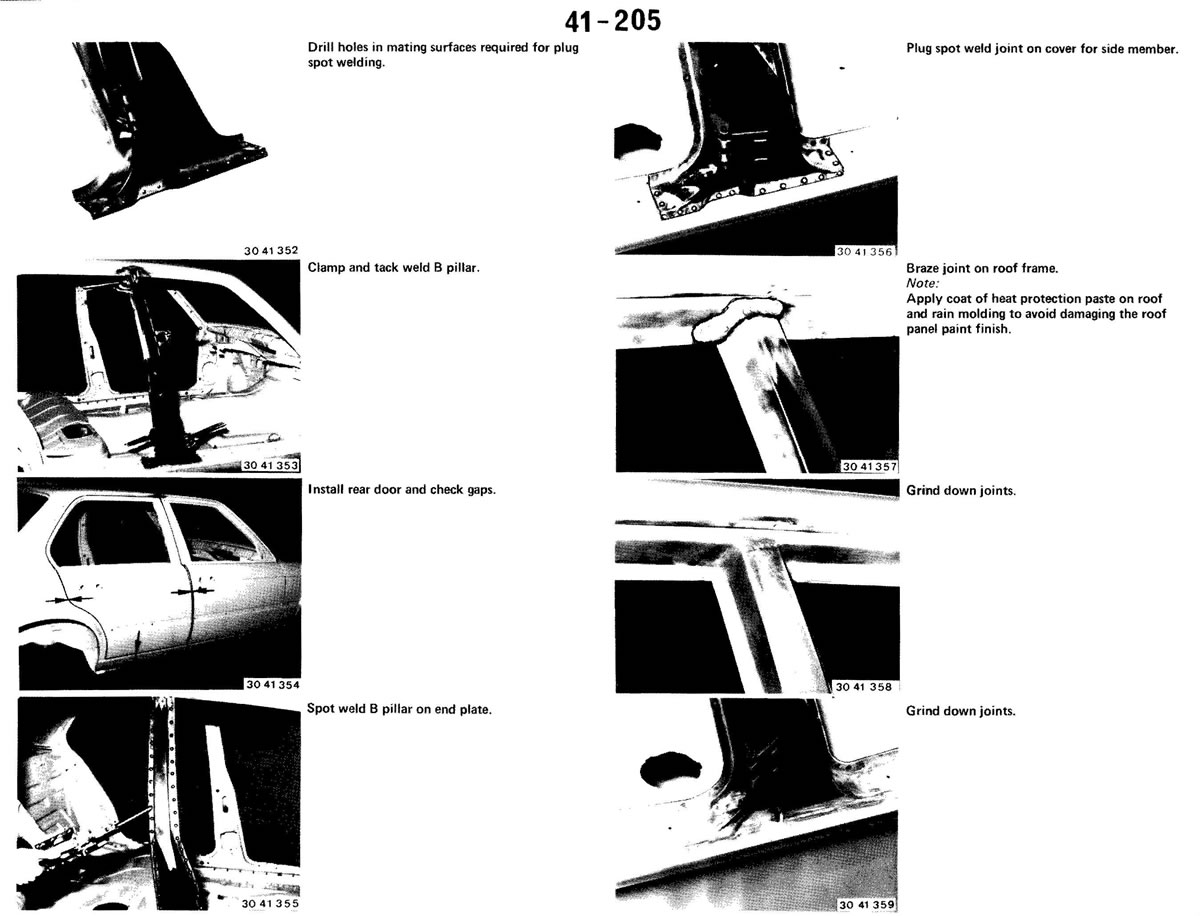 41-205
Drill holes in mating surfaces required for plug
spot welding.
30 41 352
Clamp and tack weld B pillar.
30 41 353
Install rear door and check gaps.
30 41 354
Spot weld B pillar on end plate.
30 41 355
Plug spot weld joint on cover for side member.
30 41 356
Braze joint on roof frame.
Note:
Apply coat of heat protection paste on roof
and rain molding to avoid damaging the roof
panel paint finish.
30 41 357
Grind down joints.
30 41 358
Grind down joints.
30 41 359